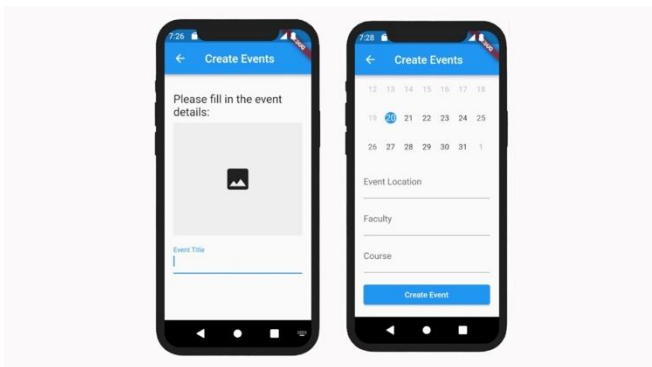 7:26
DEBUG
Create Events
Please fill in the event
details:
Event Title
7:28
DEBUG
Create Events
12 13 14 15 16 17 18
19 20 21 22 23 24 25
26 27 28 29 30 31 1
Event Location
Faculty
Course
Create Event